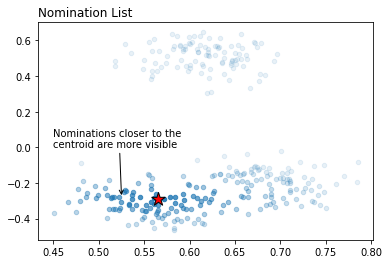 Nomination List
0.6
0.4
0.2
0.0
−0.2
−0.4
Nominations closer to the
centroid are more visible
0.45 0.50 0.55 0.60 0.65 0.70 0.75 0.80